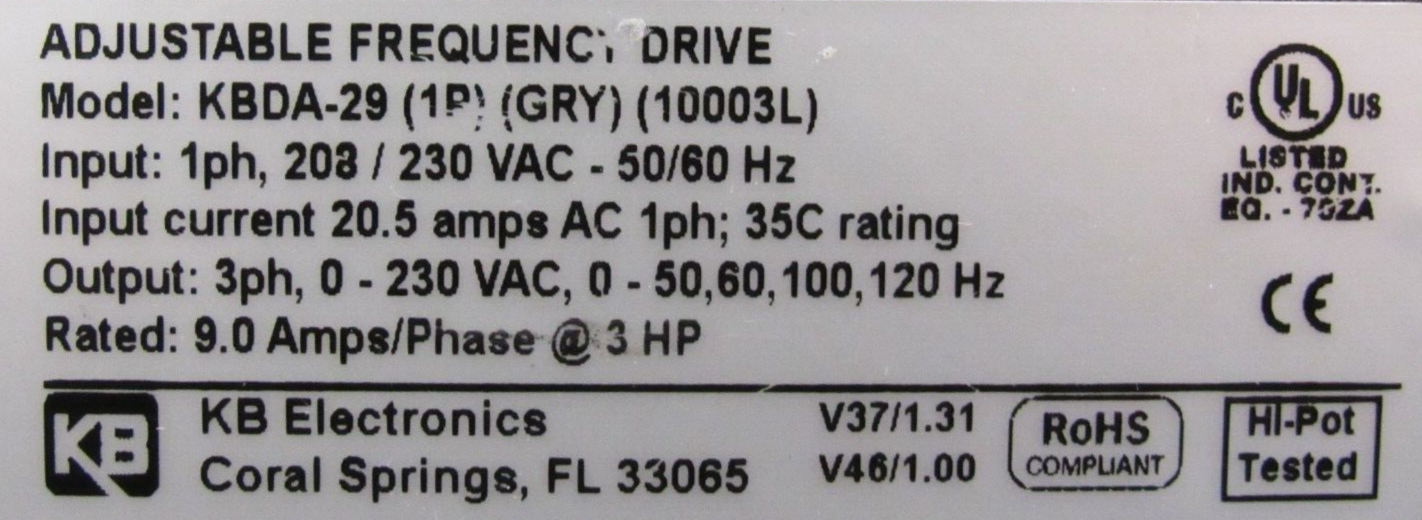 ADJUSTABLE FREQUENCY DRIVE
Model: KBDA-29 (1P) (GRY) (10003L)
Input: 1ph, 208 / 230 VAC - 50/60 Hz
Input current 20.5 amps AC 1ph; 35C rating
Output: 3ph, 0 - 230 VAC, 0 - 50,60,100,120 Hz
Rated: 9.0 Amps/Phase @ 3 HP
C UL US
LISTED
IND. CONT.
EQ. -
CE
KB
KB Electronics
Coral Springs, FL 33065
V37/1.31
V46/1.00
RoHS
COMPLIANT
Hi-Pot
Tested